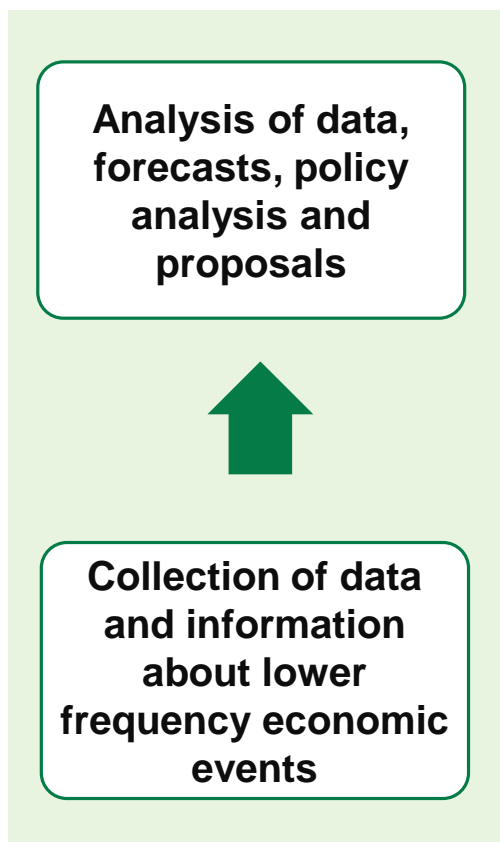 Analysis of data,
forecasts, policy
analysis and
proposals
Collection of data
and information
about lower
frequency economic
events